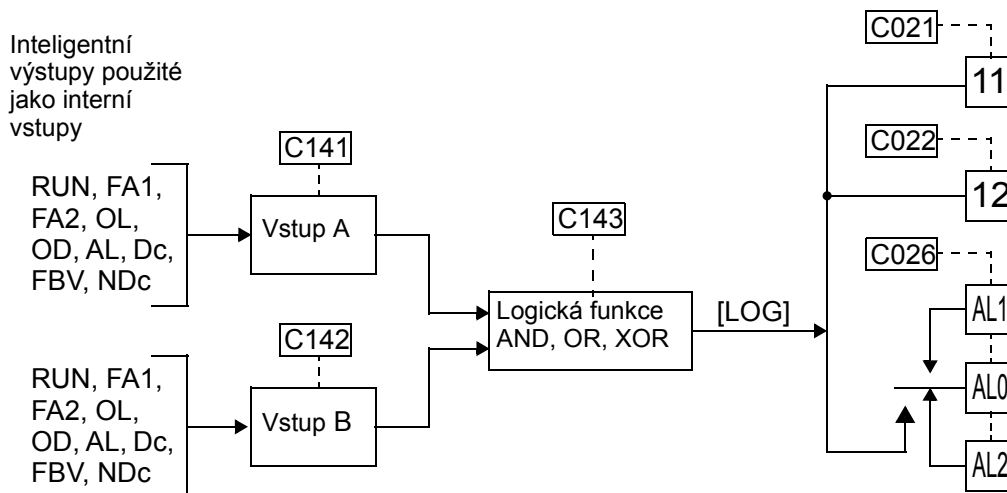 Inteligentní
výstupy použité
jako interní
vstupy
C141
RUN, FA1,
FA2, OL,
OD, AL, Dc,
FBV, NDc
Vstup A
C142
RUN, FA1,
FA2, OL,
OD, AL, Dc,
FBV, NDc
Vstup B
C143
Logická funkce
AND, OR, XOR
[LOG]
C021
11
C022
12
C026
AL1
AL0
AL2